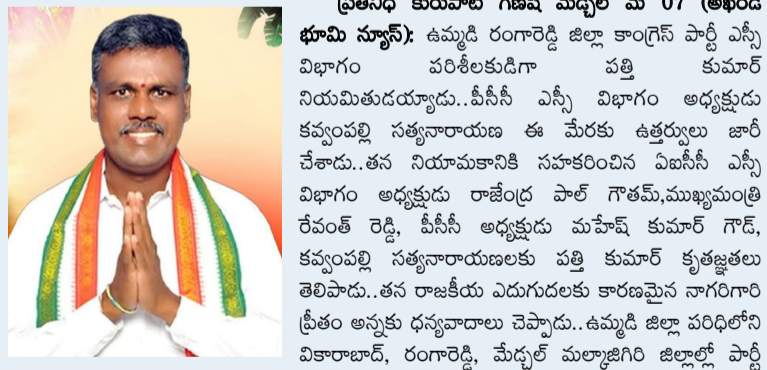 ప్రతినిధి కురుపాటి గణేష్ మేడ్చల్ మే 07 (అఖండ
భూమి న్యూస్): ఉమ్మడి రంగారెడ్డి జిల్లా కాంగ్రెస్ పార్టీ ఎస్సీ
విభాగం పరిశీలకుడిగా పత్తి కుమార్
నియమితుడయ్యాడు..పీసీసీ ఎస్సీ విభాగం అధ్యక్షుడు
కవ్వంపల్లి సత్యనారాయణ ఈ మేరకు ఉత్తర్వులు జారీ
చేశాడు..తన నియామకానికి సహకరించిన ఏఐసీసీ ఎస్సీ
విభాగం అధ్యక్షుడు రాజేంద్ర పాల్ గౌతమ్,ముఖ్యమంత్రి
రేవంత్ రెడ్డి, పీసీసీ అధ్యక్షుడు మహేష్ కుమార్ గౌడ్,
కవ్వంపల్లి సత్యనారాయణలకు పత్తి కుమార్ కృతజ్ఞతలు
తెలిపాడు..తన రాజకీయ ఎదుగుదలకు కారణమైన నాగరిగారి
ప్రీతం అన్నకు ధన్యవాదాలు చెప్పాడు..ఉమ్మడి జిల్లా పరిధిలోని
వికారాబాద్, రంగారెడ్డి, మేడ్చల్ మల్కాజిగిరి జిల్లాల్లో పార్టీ